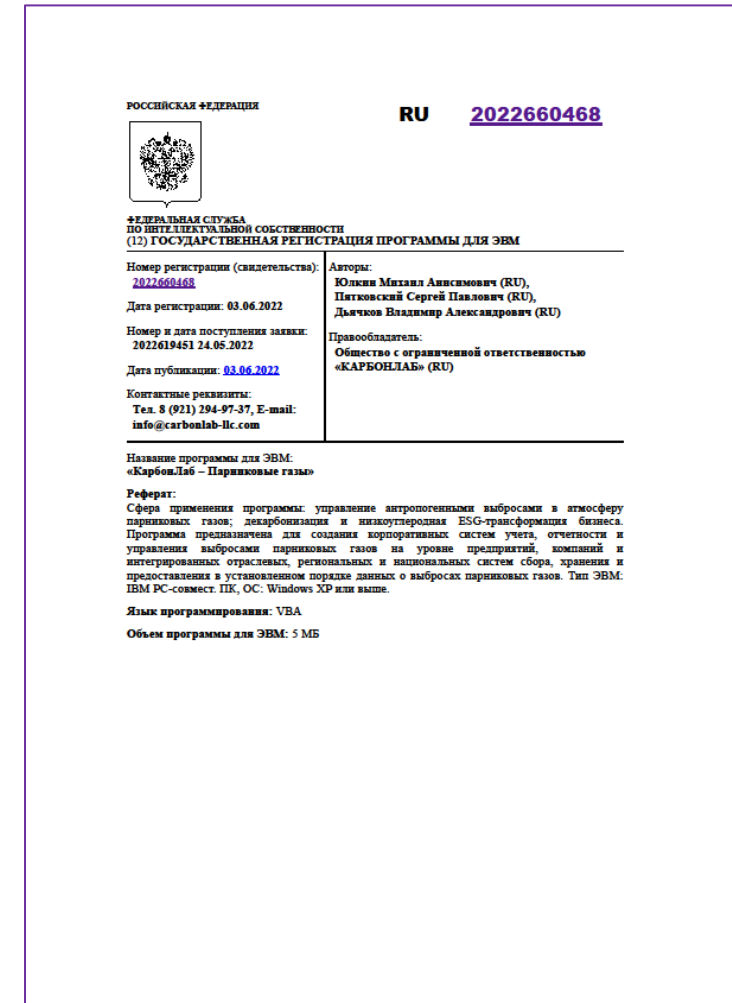 РОССИЙСКАЯ ФЕДЕРАЦИЯ
RU 2022660468
ФЕДЕРАЛЬНАЯ СЛУЖБА
ПО ИНТЕЛЛЕКТУАЛЬНОЙ СОБСТВЕННОСТИ
(12) ГОСУДАРСТВЕННАЯ РЕГИСТРАЦИЯ ПРОГРАММЫ ДЛЯ ЭВМ
Номер регистрации (свидетельства):
2022660468
Дата регистрации: 03.06.2022
Номер и дата поступления заявки:
2022619451 24.05.2022
Дата публикации: 03.06.2022
Контактные реквизиты:
Тел. 8 (921) 294-97-37, E-mail:
info@carbonlab-llc.com
Авторы:
Юлкин Михаил Анисимович (RU),
Пятковский Сергей Павлович (RU),
Дьячков Владимир Александрович (RU)
Правообладатель:
Общество с ограниченной ответственностью
«КАРБОНЛАБ» (RU)
Название программы для ЭВМ:
«КарбонЛаб – Парниковые газы»
Реферат:
Сфера применения программы: управление антропогенными выбросами в атмосферу
парниковых газов; декарбонизация и низкоуглеродная ESG-трансформация бизнеса.
Программа предназначена для создания корпоративных систем учета, отчетности и
управления выбросами парниковых газов на уровне предприятий, компаний и
интегрированных отраслевых, региональных и национальных систем сбора, хранения и
предоставления в установленном порядке данных о выбросах парниковых газов. Тип ЭВМ:
IBM PC-совмест. ПК, ОС: Windows XP или выше.
Язык программирования: VBA
Объем программы для ЭВМ: 5 МБ